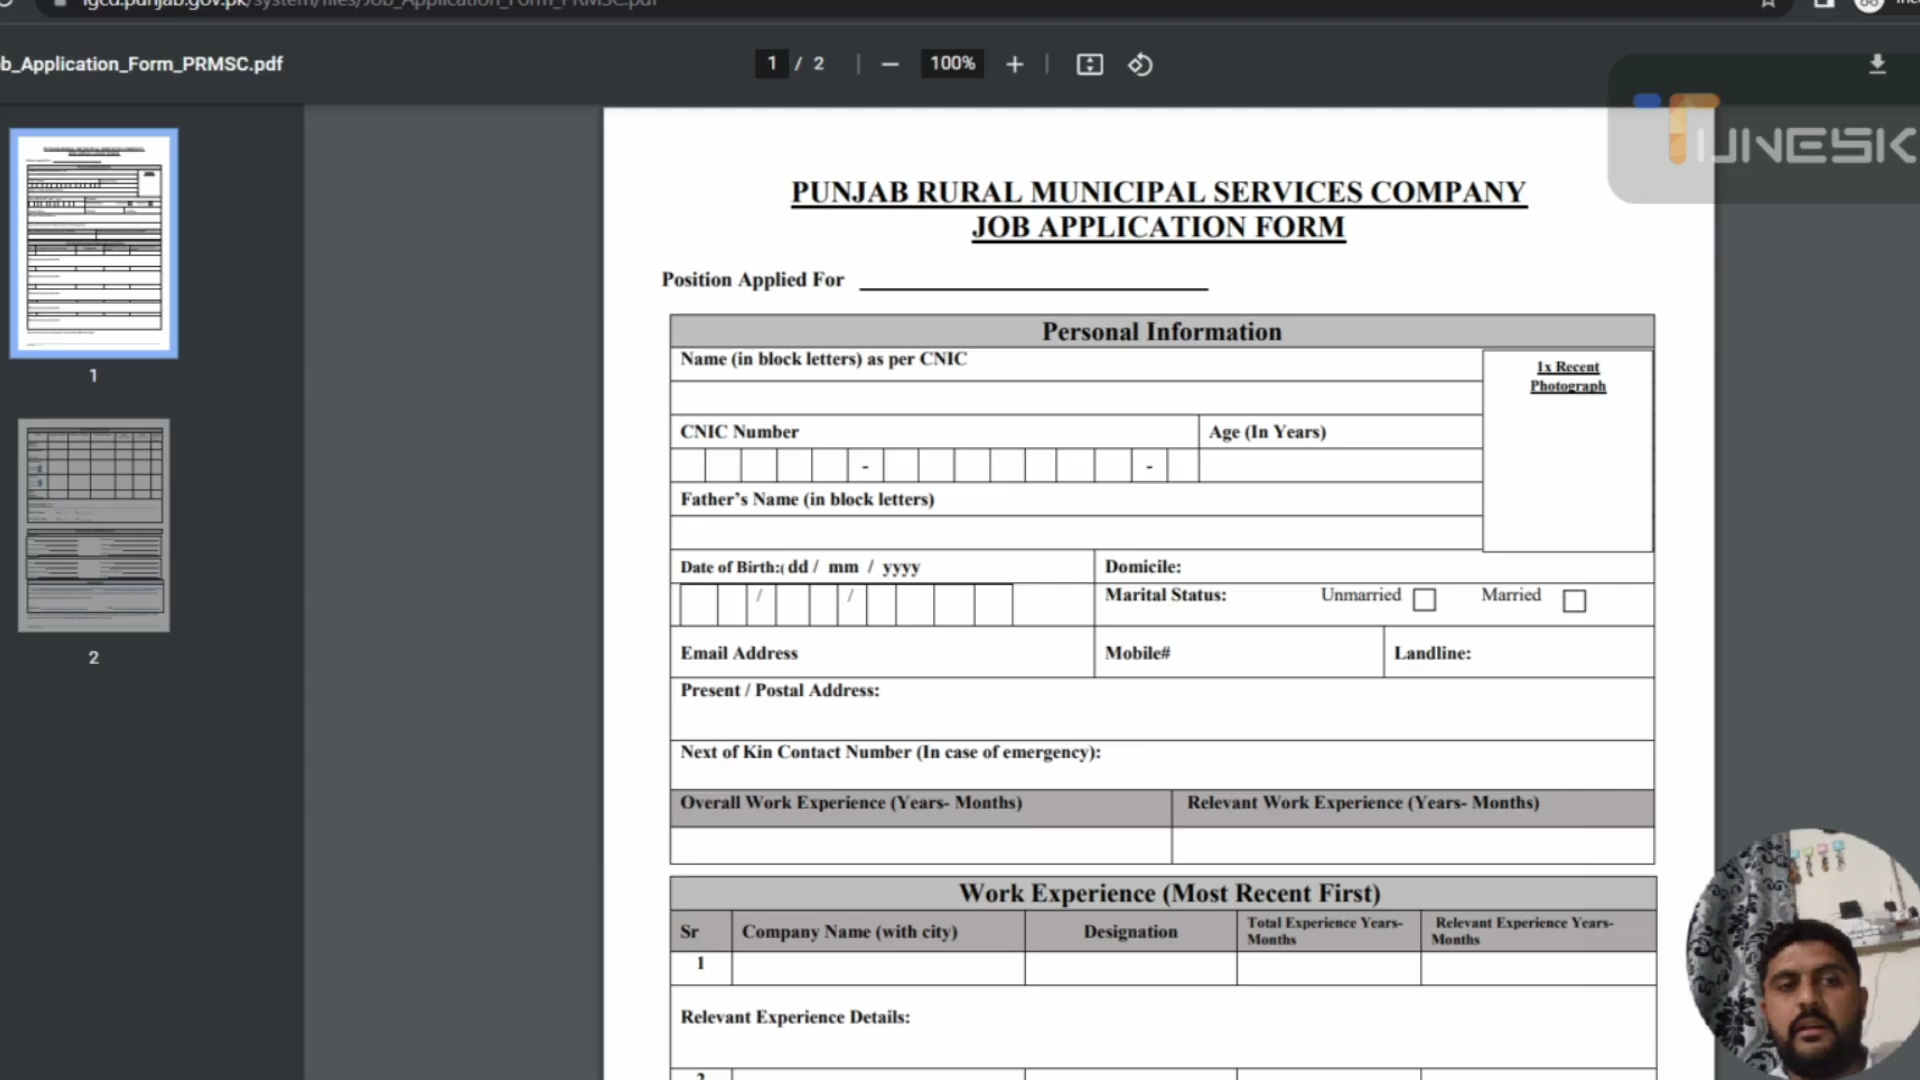 b_Application_Form_PRMSC.pdf
1 / 2
100%
TUNESK
1
2
PUNJAB RURAL MUNICIPAL SERVICES COMPANY
JOB APPLICATION FORM
Position Applied For
Personal Information
Name (in block letters) as per CNIC
1x Recent
Photograph
CNIC Number
Age (In Years)
- -
Father’s Name (in block letters)
Date of Birth:( dd / mm / yyyy
Domicile:
/ /
Marital Status: Unmarried Married
Email Address
Mobile#
Landline:
Present / Postal Address:
Next of Kin Contact Number (In case of emergency):
Overall Work Experience (Years- Months)
Relevant Work Experience (Years- Months)
Work Experience (Most Recent First)
Sr
Company Name (with city)
Designation
Total Experience Years-
Months
Relevant Experience Years-
Months
1
Relevant Experience Details: